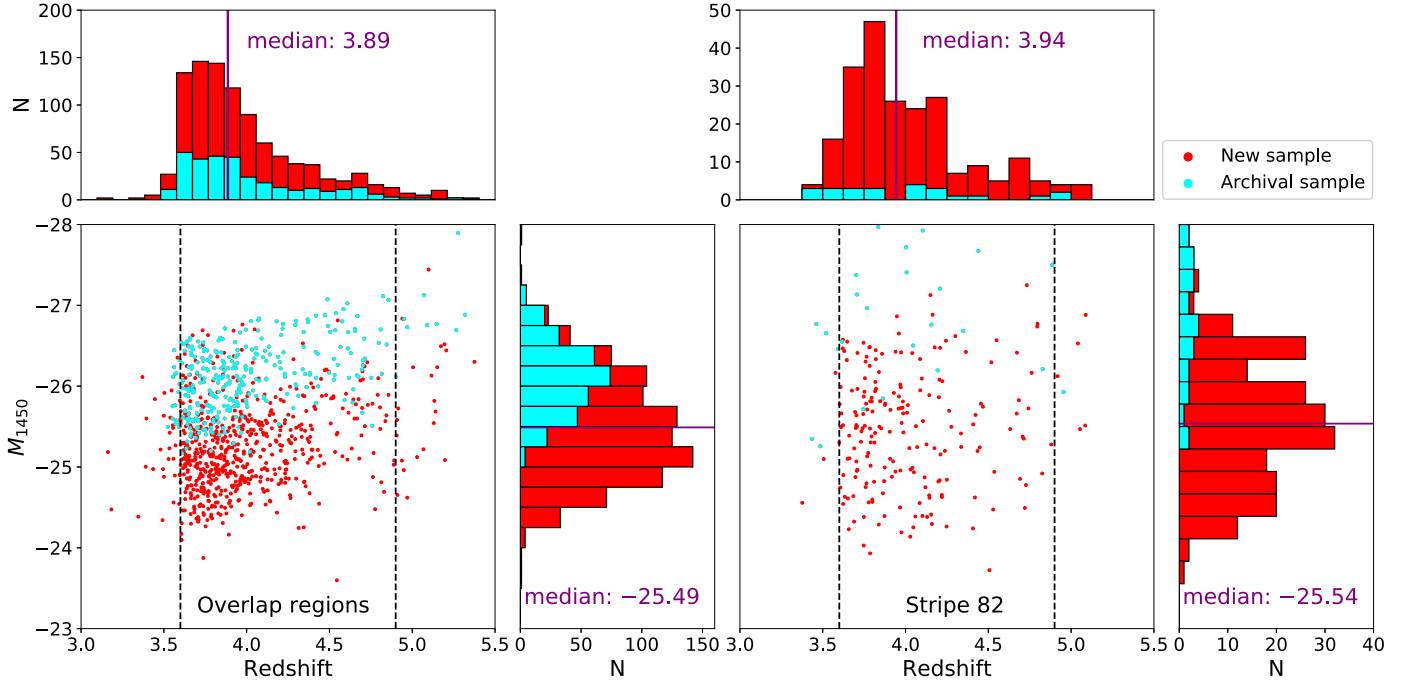 200
150
100
50
0
N
median: 3.89
50
40
30
20
10
0
median: 3.94
New sample
Archival sample
−28
−27
−26
−25
−24
−23
M1450
Overlap regions
3.0 3.5 4.0 4.5 5.0 5.5
Redshift
median: −25.49
0 50 100 150
N
Stripe 82
3.0 3.5 4.0 4.5 5.0 5.5
Redshift
median: −25.54
0 10 20 30 40
N